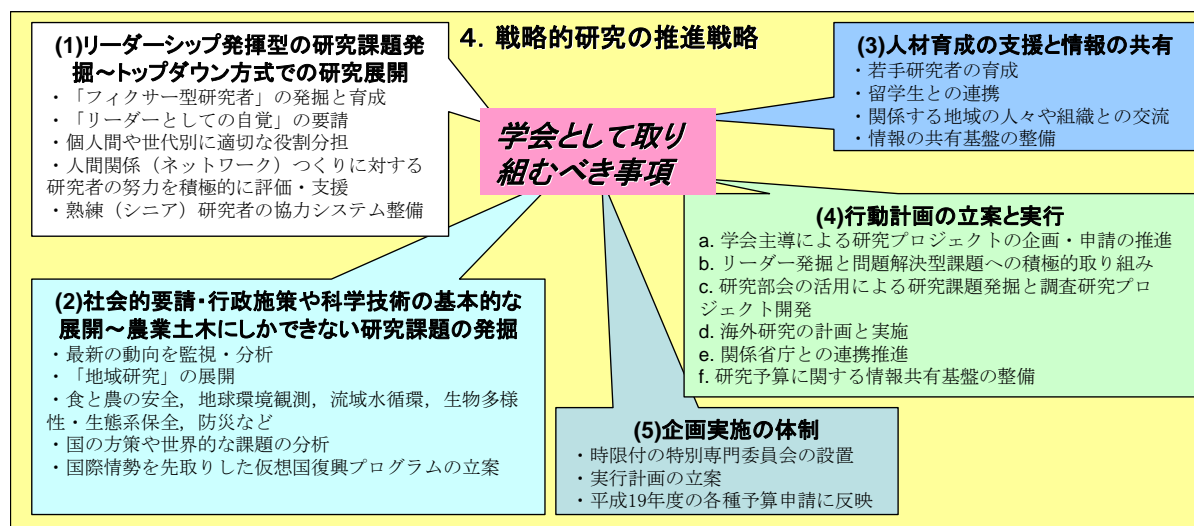 4. 戦略的研究の推進戦略
学会として取り
組むべき事項
(1)リーダーシップ発揮型の研究課題発
掘~トップダウン方式での研究展開
・「フィクサー型研究者」の発掘と育成
・「リーダーとしての自覚」の要請
・個人間や世代別に適切な役割分担
・人間関係(ネットワーク)つくりに対する
研究者の努力を積極的に評価・支援
・熟練(シニア)研究者の協力システム整備
(2)社会的要請・行政施策や科学技術の基本的な
展開~農業土木にしかできない研究課題の発掘
・最新の動向を監視・分析
・「地域研究」の展開
・食と農の安全,地球環境観測,流域水循環,生物多様
性・生態系保全,防災など
・国の方策や世界的な課題の分析
・国際情勢を先取りした仮想国復興プログラムの立案
(3)人材育成の支援と情報の共有
・若手研究者の育成
・留学生との連携
・関係する地域の人々や組織との交流
・情報の共有基盤の整備
(4)行動計画の立案と実行
a. 学会主導による研究プロジェクトの企画・申請の推進
b. リーダー発掘と問題解決型課題への積極的取り組み
c. 研究部会の活用による研究課題発掘と調査研究プロ
ジェクト開発
d. 海外研究の計画と実施
e. 関係省庁との連携推進
f. 研究予算に関する情報共有基盤の整備
(5)企画実施の体制
・時限付の特別専門委員会の設置
・実行計画の立案
・平成19年度の各種予算申請に反映